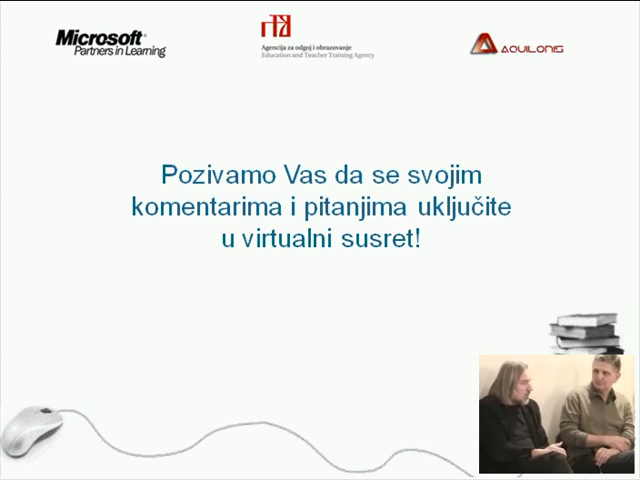 Microsoft®
Partners in Learning
Agencija za odgoj i obrazovanje
Education and Teacher Training Agency
AQUILONIS
Pozivamo Vas da se svojim
komentarima i pitanjima uključite
u virtualni susret!